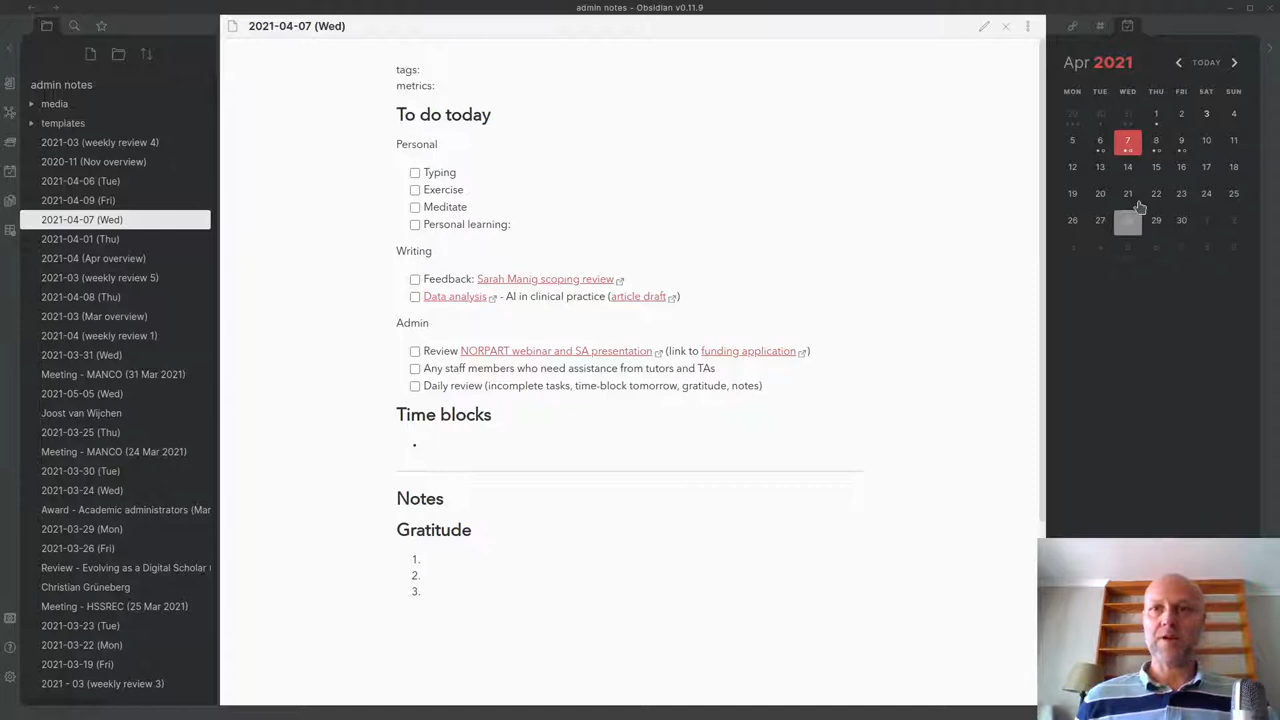 admin notes - Obsidian v0.11.9
2021-04-07 (Wed)
admin notes
media
templates
2021-03 (weekly review 4)
2020-11 (Nov overview)
2021-04-06 (Tue)
2021-04-09 (Fri)
2021-04-07 (Wed)
2021-04-01 (Thu)
2021-04 (Apr overview)
2021-03 (weekly review 5)
2021-04-08 (Thu)
2021-03 (Mar overview)
2021-04 (weekly review 1)
2021-03-31 (Wed)
Meeting - MANCO (31 Mar 2021)
2021-05-05 (Wed)
Joost van Wijchen
2021-03-25 (Thu)
Meeting - MANCO (24 Mar 2021)
2021-03-30 (Tue)
2021-03-24 (Wed)
Award - Academic administrators (Mar
2021-03-29 (Mon)
2021-03-26 (Fri)
Review - Evolving as a Digital Scholar (
Christian Grüneberg
Meeting - HSSREC (25 Mar 2021)
2021-03-23 (Tue)
2021-03-22 (Mon)
2021-03-19 (Fri)
2021 - 03 (weekly review 3)
tags:
metrics:
To do today
Personal
Typing
Exercise
Meditate
Personal learning:
Writing
Feedback: Sarah Manig scoping review
Data analysis - AI in clinical practice (article draft)
Admin
Review NORPART webinar and SA presentation (link to funding application)
Any staff members who need assistance from tutors and TAs
Daily review (incomplete tasks, time-block tomorrow, gratitude, notes)
Time blocks
Notes
Gratitude
1.
2.
3.
Apr 2021 TODAY
MON TUE WED THU FRI SAT SUN
29 30 31 1 2 3 4
5 6 7 8 9 10 11
12 13 14 15 16 17 18
19 20 21 22 23 24 25
26 27 29 30 1 2
3 4 5 6 7 8 9